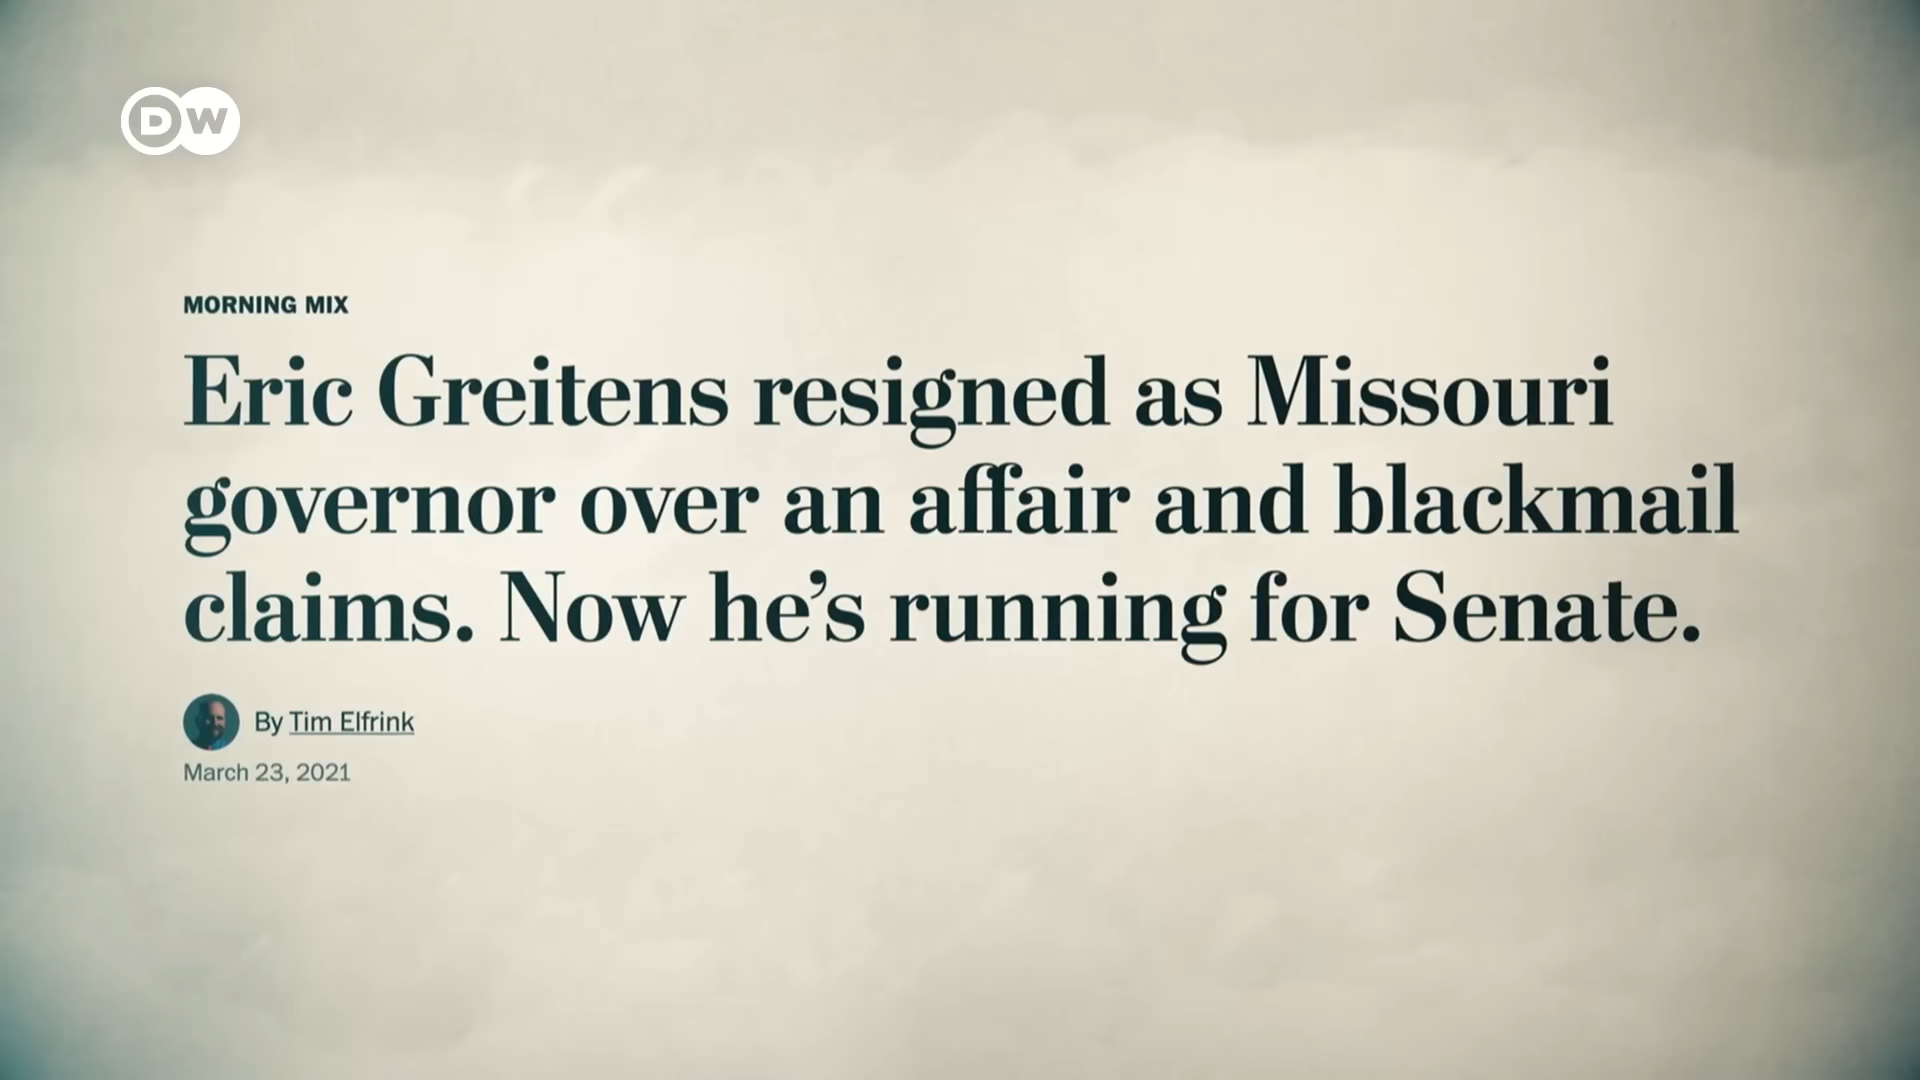 DW
MORNING MIX
Eric Greitens resigned as Missouri
governor over an affair and blackmail
claims. Now he’s running for Senate.
By Tim Elfrink
March 23, 2021